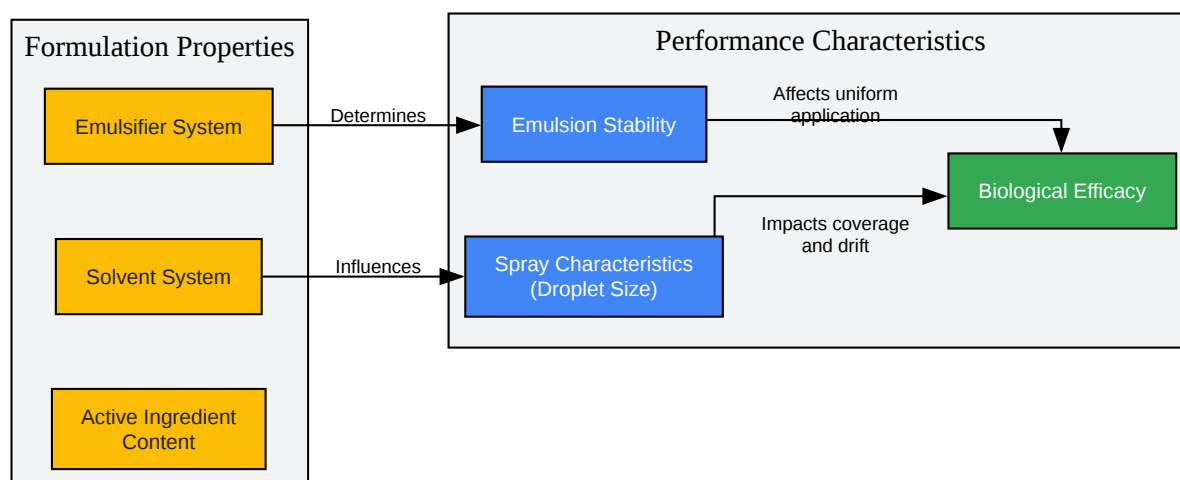 Formulation Properties
Performance Characteristics
Emulsifier System
Determines
Emulsion Stability
Affects uniform
application
Biological Efficacy
Solvent System
Influences
Spray Characteristics
(Droplet Size)
Impacts coverage
and drift
Active Ingredient
Content